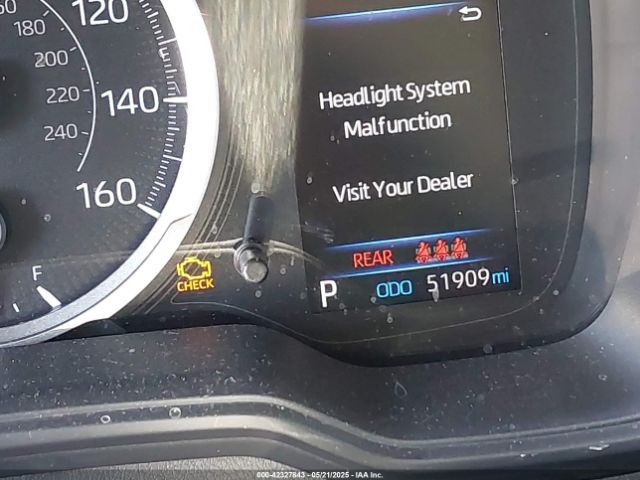 120
180
200
140
220
240
160
F
CHECK
Headlight System
Malfunction
Visit Your Dealer
REAR
P ODO 51909 mi
000-42327843 - 05/21/2025 - IAA Inc.